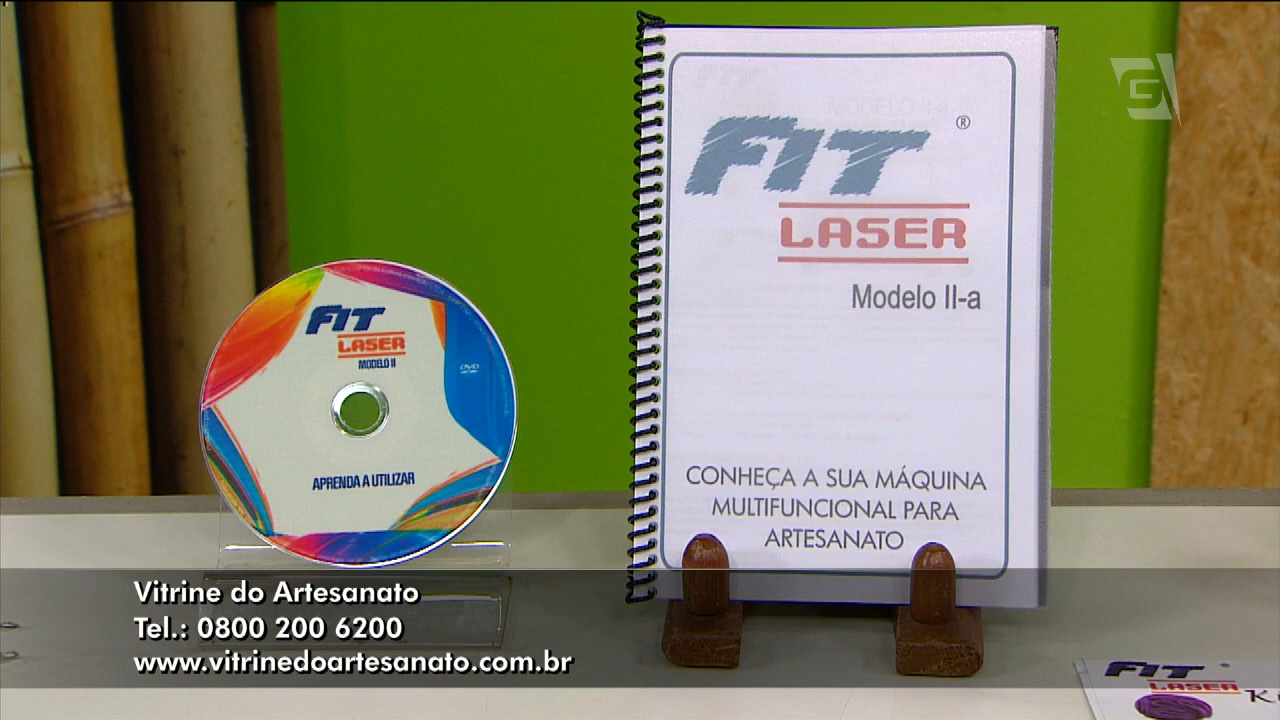 FIT
LASER
MODELO II
DVD
APRENDA A UTILIZAR
FIT ®
LASER
Modelo II-a
CONHEÇA A SUA MÁQUINA
MULTIFUNCIONAL PARA
ARTESANATO
G
Vitrine do Artesanato
Tel.: 0800 200 6200
www.vitrinedoartesanato.com.br
FIT
LASER